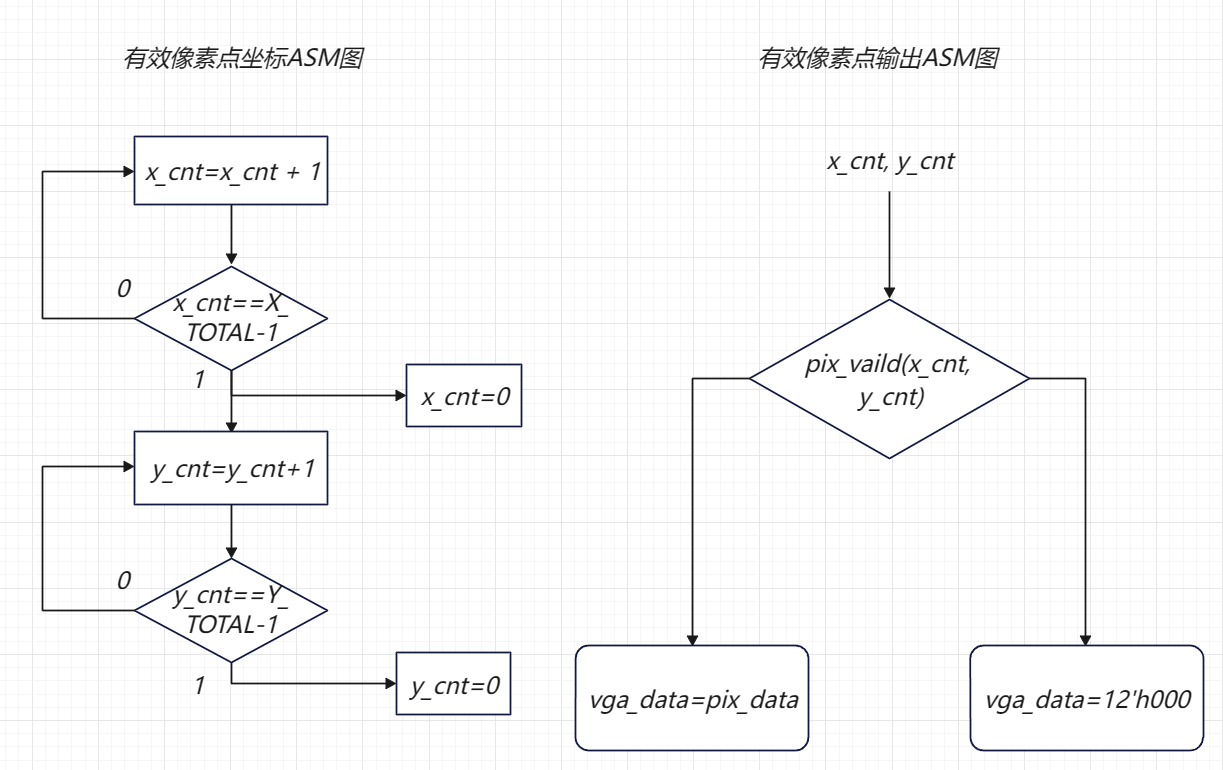 有效像素点坐标ASM图
x_cnt=x_cnt + 1
0
x_cnt==X_
TOTAL-1
1
x_cnt=0
y_cnt=y_cnt+1
0
y_cnt==Y_
TOTAL-1
1
y_cnt=0
有效像素点输出ASM图
x_cnt, y_cnt
pix_vaild(x_cnt,
y_cnt)
vga_data=pix_data
vga_data=12'h000